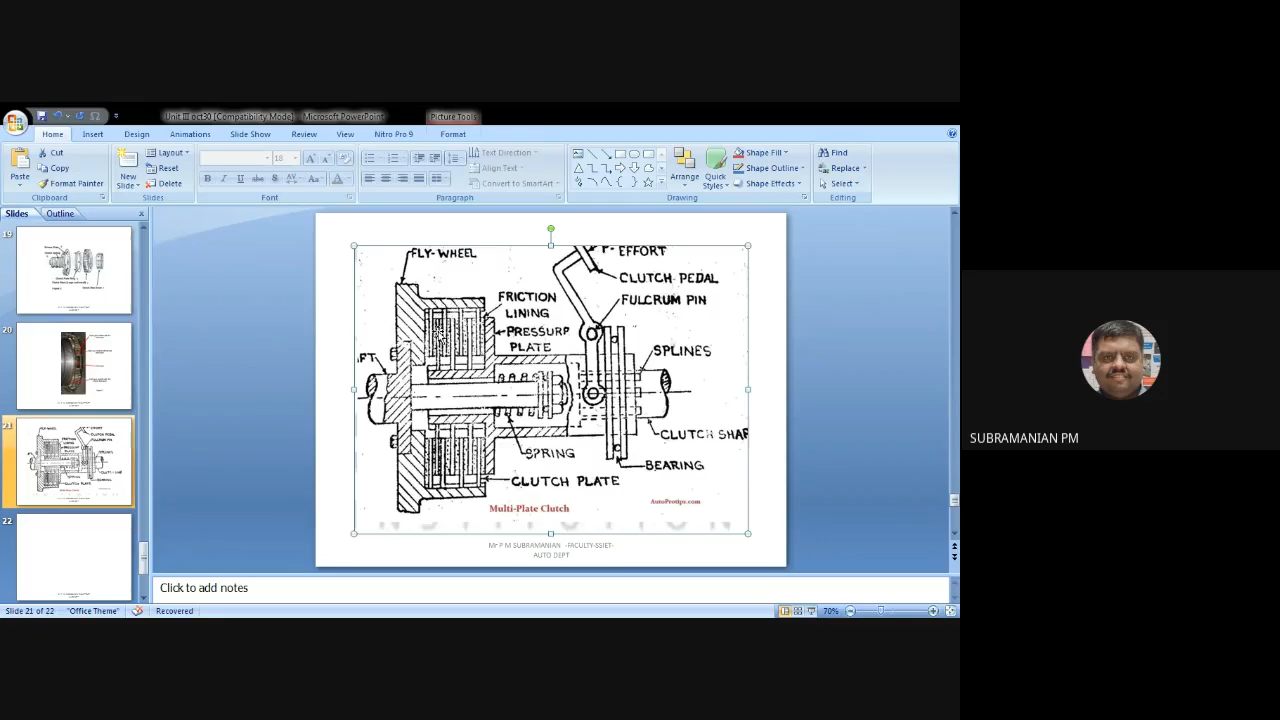 Unit III oct30 [Compatibility Mode] - Microsoft PowerPoint
Picture Tools
Home Insert Design Animations Slide Show Review View Nitro Pro 9 Format
Paste
Cut
Copy
Format Painter
Clipboard
New Slide
Layout
Reset
Delete
Slides
18
Font
Text Direction
Align Text
Convert to SmartArt
Paragraph
Arrange
Quick Styles
Shape Fill
Shape Outline
Shape Effects
Drawing
Find
Replace
Select
Editing
Slides Outline
19
20
21
22
FLY-WHEEL
EFFORT
CLUTCH PEDAL
FULCRUM PIN
FRICTION
LINING
PRESSURP
PLATE
SPLINES
FT
CLUTCH SHAF
SPRING
BEARING
CLUTCH PLATE
Multi-Plate Clutch
AutoProtips.com
Mr P M SUBRAMANIAN -FACULTY-SSIET-
AUTO DEPT
Click to add notes
Slide 21 of 22 "Office Theme" Recovered 70%
SUBRAMANIAN PM